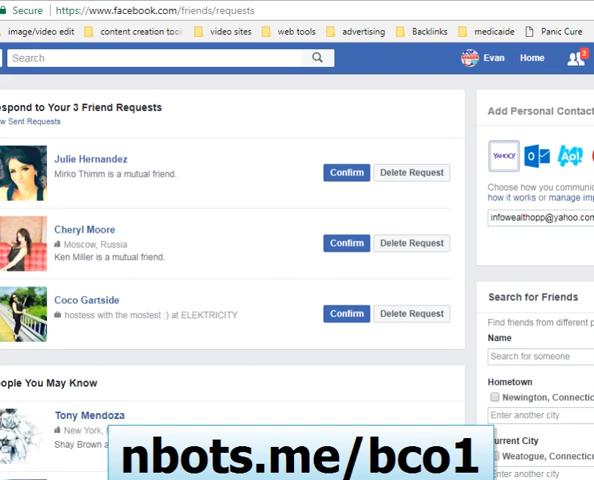 Secure https://www.facebook.com/friends/requests
image/video edit content creation tool video sites web tools advertising Backlinks medicaide Panic Cure
Search Evan Home 3
espond to Your 3 Friend Requests
w Sent Requests
Julie Hernandez
Mirko Thimm is a mutual friend.
Confirm Delete Request
Cheryl Moore
Moscow, Russia
Ken Miller is a mutual friend.
Confirm Delete Request
Coco Gartside
hostess with the mostest :) at ELEKTRICITY
Confirm Delete Request
eople You May Know
Tony Mendoza
New York,
Shay Brown a
Add Personal Contact
YAHOO! Aol.
Choose how you communi
how it works or manage imp
infowealthopp@yahoo.com
Search for Friends
Find friends from different p
Name
Search for someone
Hometown
Newington, Connectic
Enter another city
urrent City
Weatogue, Connecticu
Enter another city
nbots.me/bco1